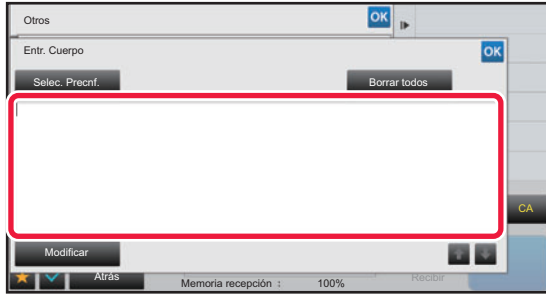 Otros
OK
Entr. Cuerpo
OK
Selec. Precnf.
Borrar todos
CA
Modificar
Atrás
Memoria recepción :
100%
Recibir